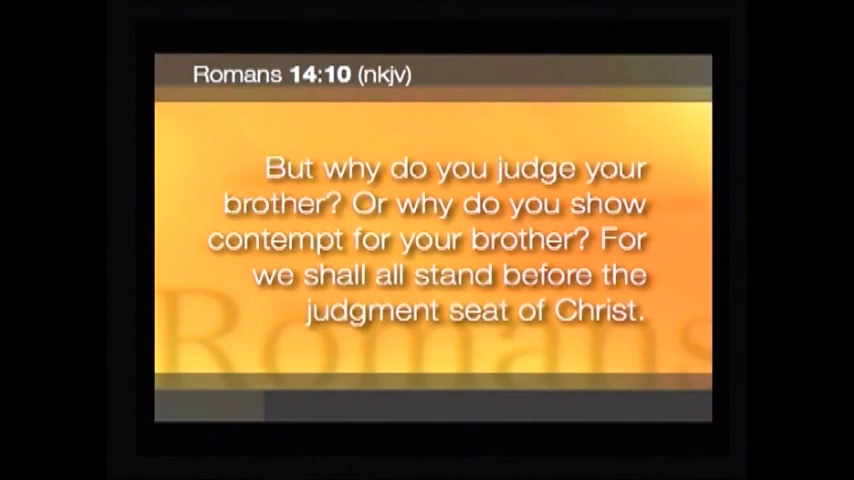 Romans 14:10 (nkjv)
But why do you judge your
brother? Or why do you show
contempt for your brother? For
we shall all stand before the
judgment seat of Christ.
Romans